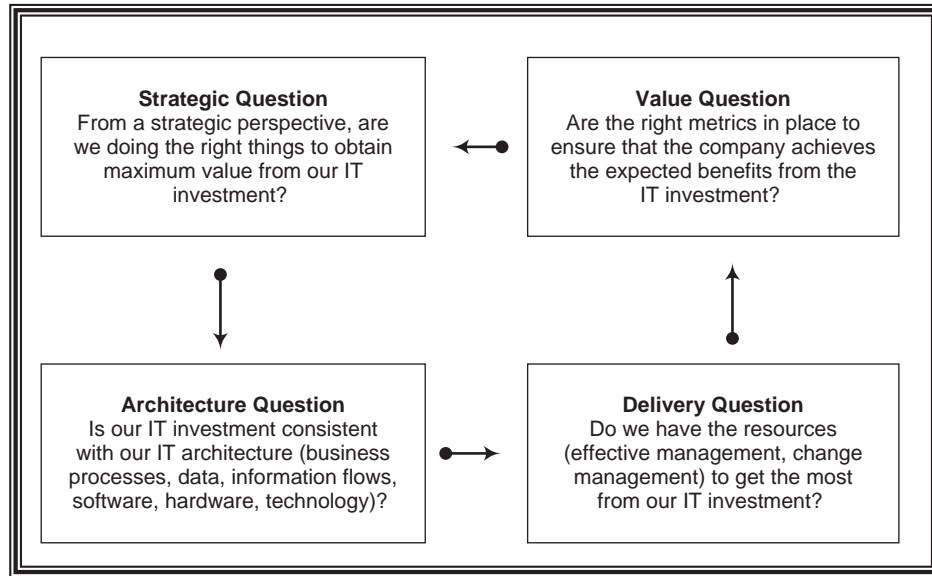 Strategic Question
From a strategic perspective, are
we doing the right things to obtain
maximum value from our IT
investment?
Value Question
Are the right metrics in place to
ensure that the company achieves
the expected benefits from the
IT investment?
Architecture Question
Is our IT investment consistent
with our IT architecture (business
processes, data, information flows,
software, hardware, technology)?
Delivery Question
Do we have the resources
(effective management, change
management) to get the most
from our IT investment?